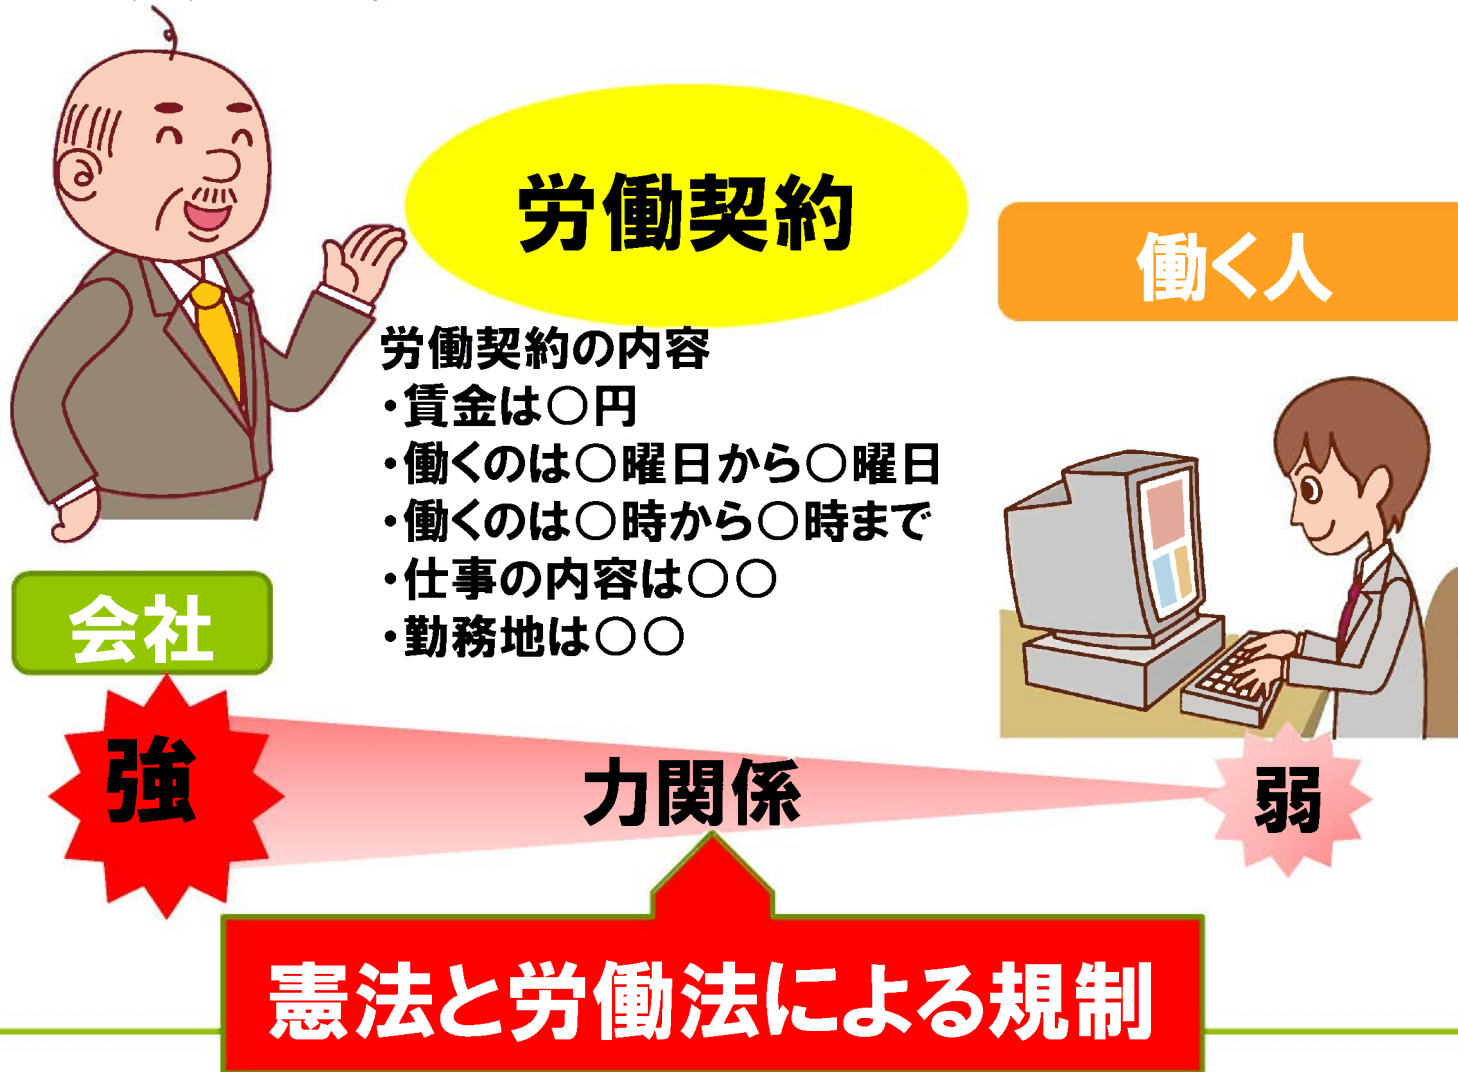 労働契約
働く人
労働契約の内容
・賃金は○円
・働くのは○曜日から○曜日
・働くのは○時から○時まで
・仕事の内容は○○
・勤務地は○○
会社
強
力関係
弱
憲法と労働法による規制